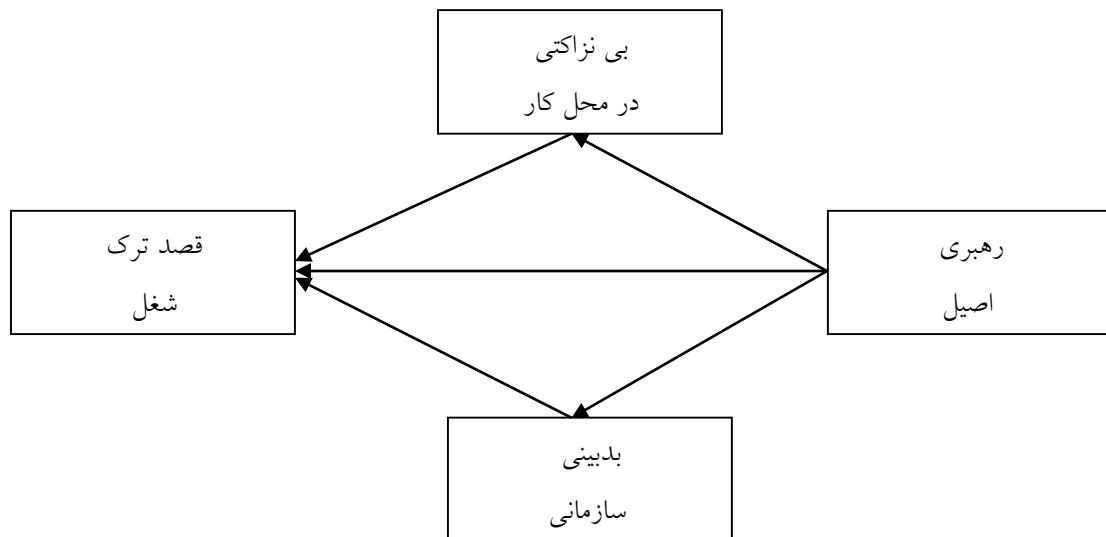 بی نزاکتی
در محل کار
رهبری
اصیل
قصد ترک
شغل
بدبینی
سازمانی